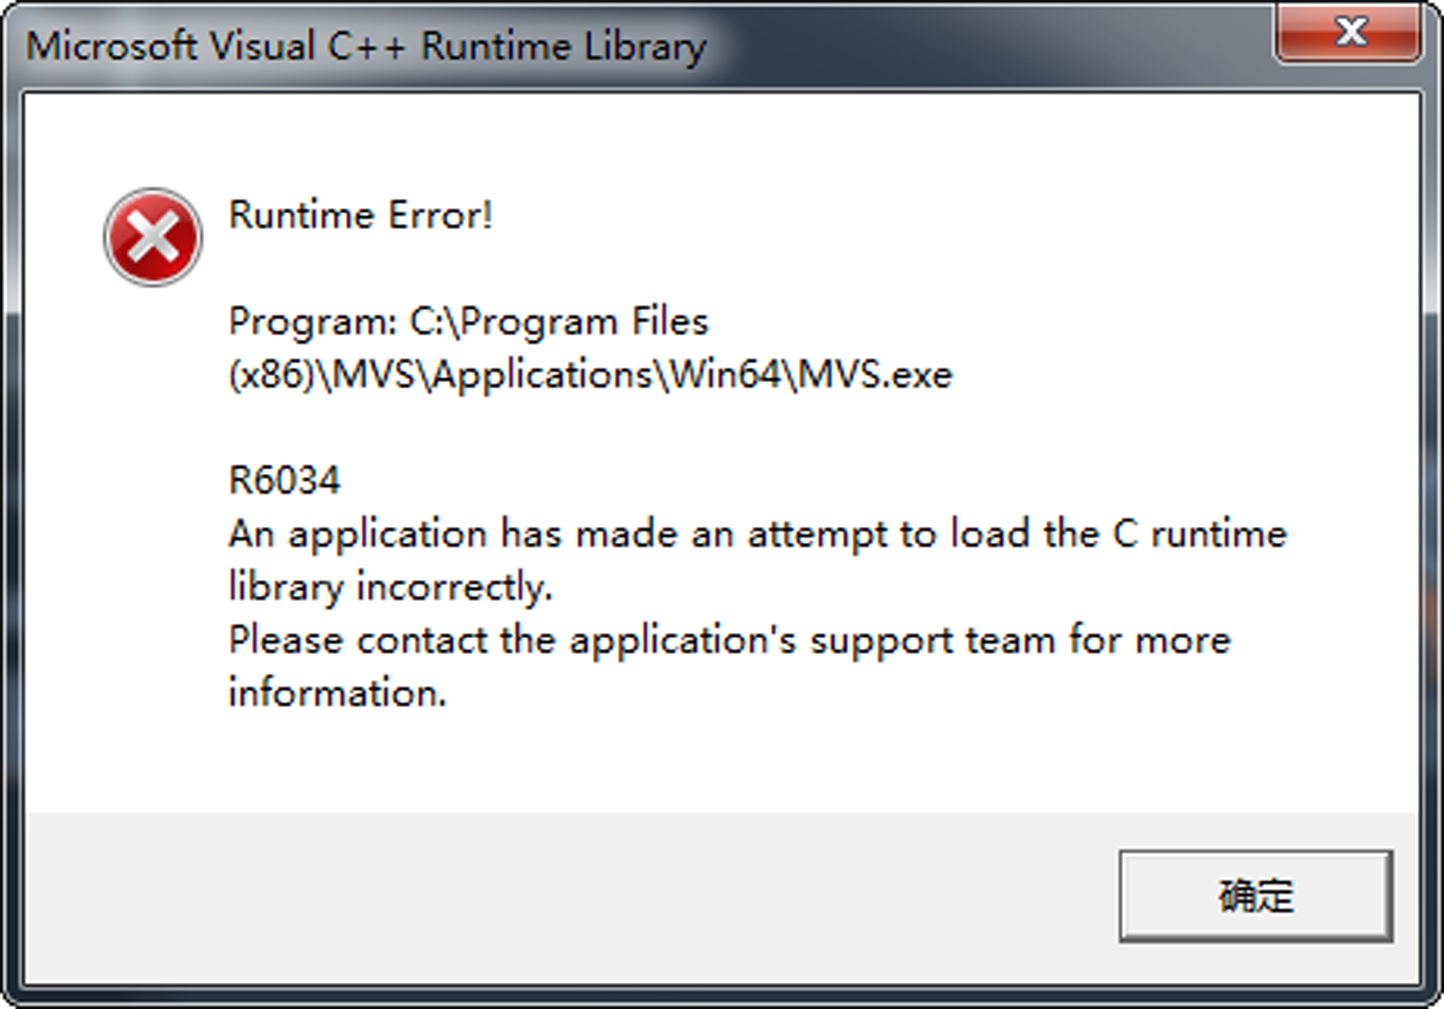 Microsoft Visual C++ Runtime Library
Runtime Error!
Program: C:\Program Files
(x86)\MVS\Applications\Win64\MVS.exe
R6034
An application has made an attempt to load the C runtime
library incorrectly.
Please contact the application's support team for more
information.
确定